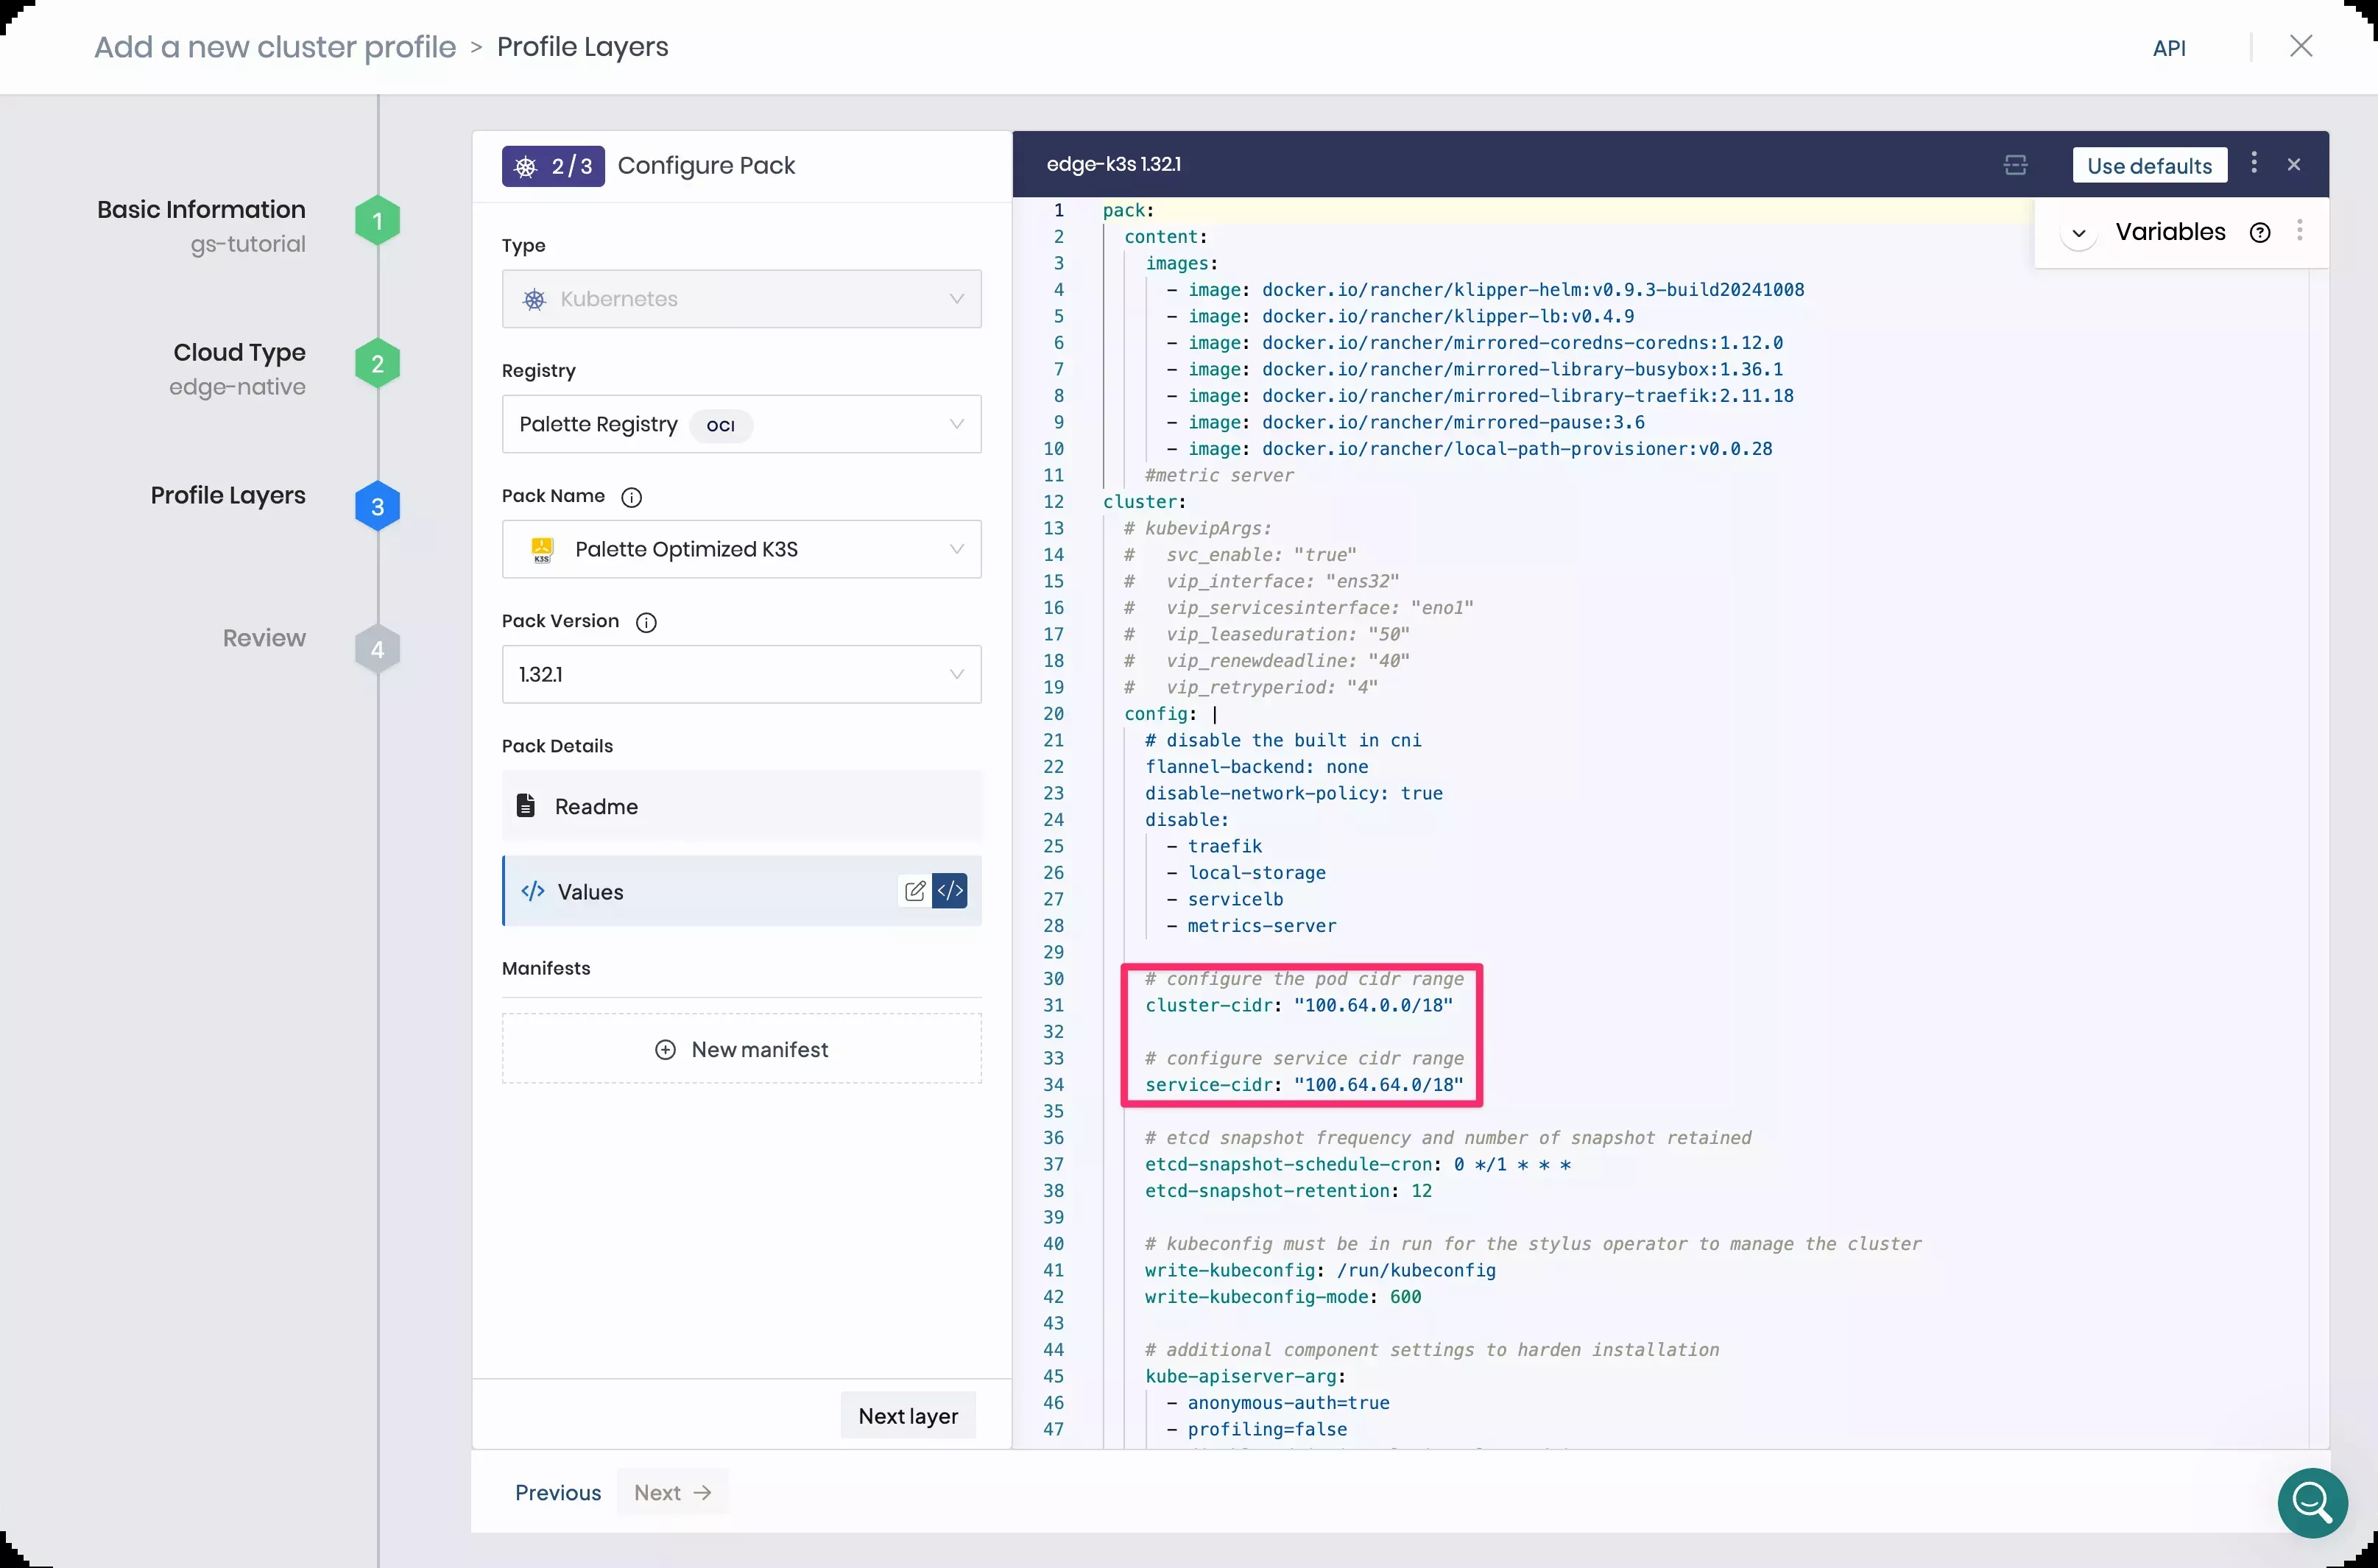 Add a new cluster profile > Profile Layers
API
Basic Information
gs-tutorial
1
Cloud Type
edge-native
2
Profile Layers
3
Review
4
2/3 Configure Pack
Type
Kubernetes
Registry
Palette Registry OCI
Pack Name
K3S Palette Optimized K3S
Pack Version
1.32.1
Pack Details
Readme
</> Values </>
Manifests
New manifest
Next layer
Previous
Next →
edge-k3s 1.32.1
Use defaults
Variables
1 pack:
2 content:
3 images:
4 - image: docker.io/rancher/klipper-helm:v0.9.3-build20241008
5 - image: docker.io/rancher/klipper-lb:v0.4.9
6 - image: docker.io/rancher/mirrored-coredns-coredns:1.12.0
7 - image: docker.io/rancher/mirrored-library-busybox:1.36.1
8 - image: docker.io/rancher/mirrored-library-traefik:2.11.18
9 - image: docker.io/rancher/mirrored-pause:3.6
10 - image: docker.io/rancher/local-path-provisioner:v0.0.28
11 #metric server
12 cluster:
13 # kubevipArgs:
14 #   svc_enable: "true"
15 #   vip_interface: "ens32"
16 #   vip_servicesinterface: "eno1"
17 #   vip_leaseduration: "50"
18 #   vip_renewdeadline: "40"
19 #   vip_retryperiod: "4"
20 config: |
21 # disable the built in cni
22 flannel-backend: none
23 disable-network-policy: true
24 disable:
25 - traefik
26 - local-storage
27 - servicelb
28 - metrics-server
29
30 # configure the pod cidr range
31 cluster-cidr: "100.64.0.0/18"
32
33 # configure service cidr range
34 service-cidr: "100.64.64.0/18"
35
36 # etcd snapshot frequency and number of snapshot retained
37 etcd-snapshot-schedule-cron: 0 */1 * * *
38 etcd-snapshot-retention: 12
39
40 # kubeconfig must be in run for the stylus operator to manage the cluster
41 write-kubeconfig: /run/kubeconfig
42 write-kubeconfig-mode: 600
43
44 # additional component settings to harden installation
45 kube-apiserver-arg:
46 - anonymous-auth=true
47 - profiling=false